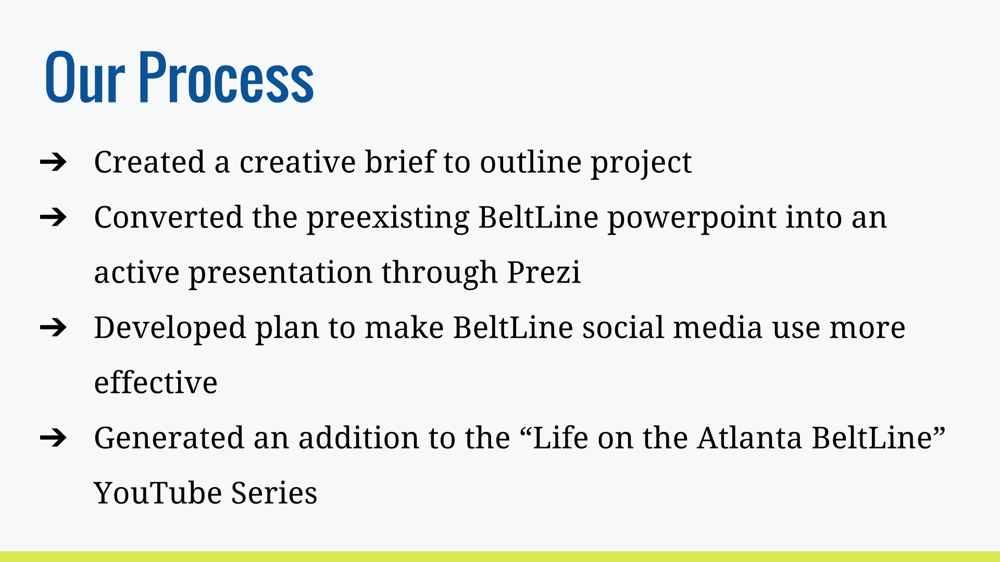 Our Process
➔ Created a creative brief to outline project
➔ Converted the preexisting BeltLine powerpoint into an
active presentation through Prezi
➔ Developed plan to make BeltLine social media use more
effective
➔ Generated an addition to the “Life on the Atlanta BeltLine”
YouTube Series